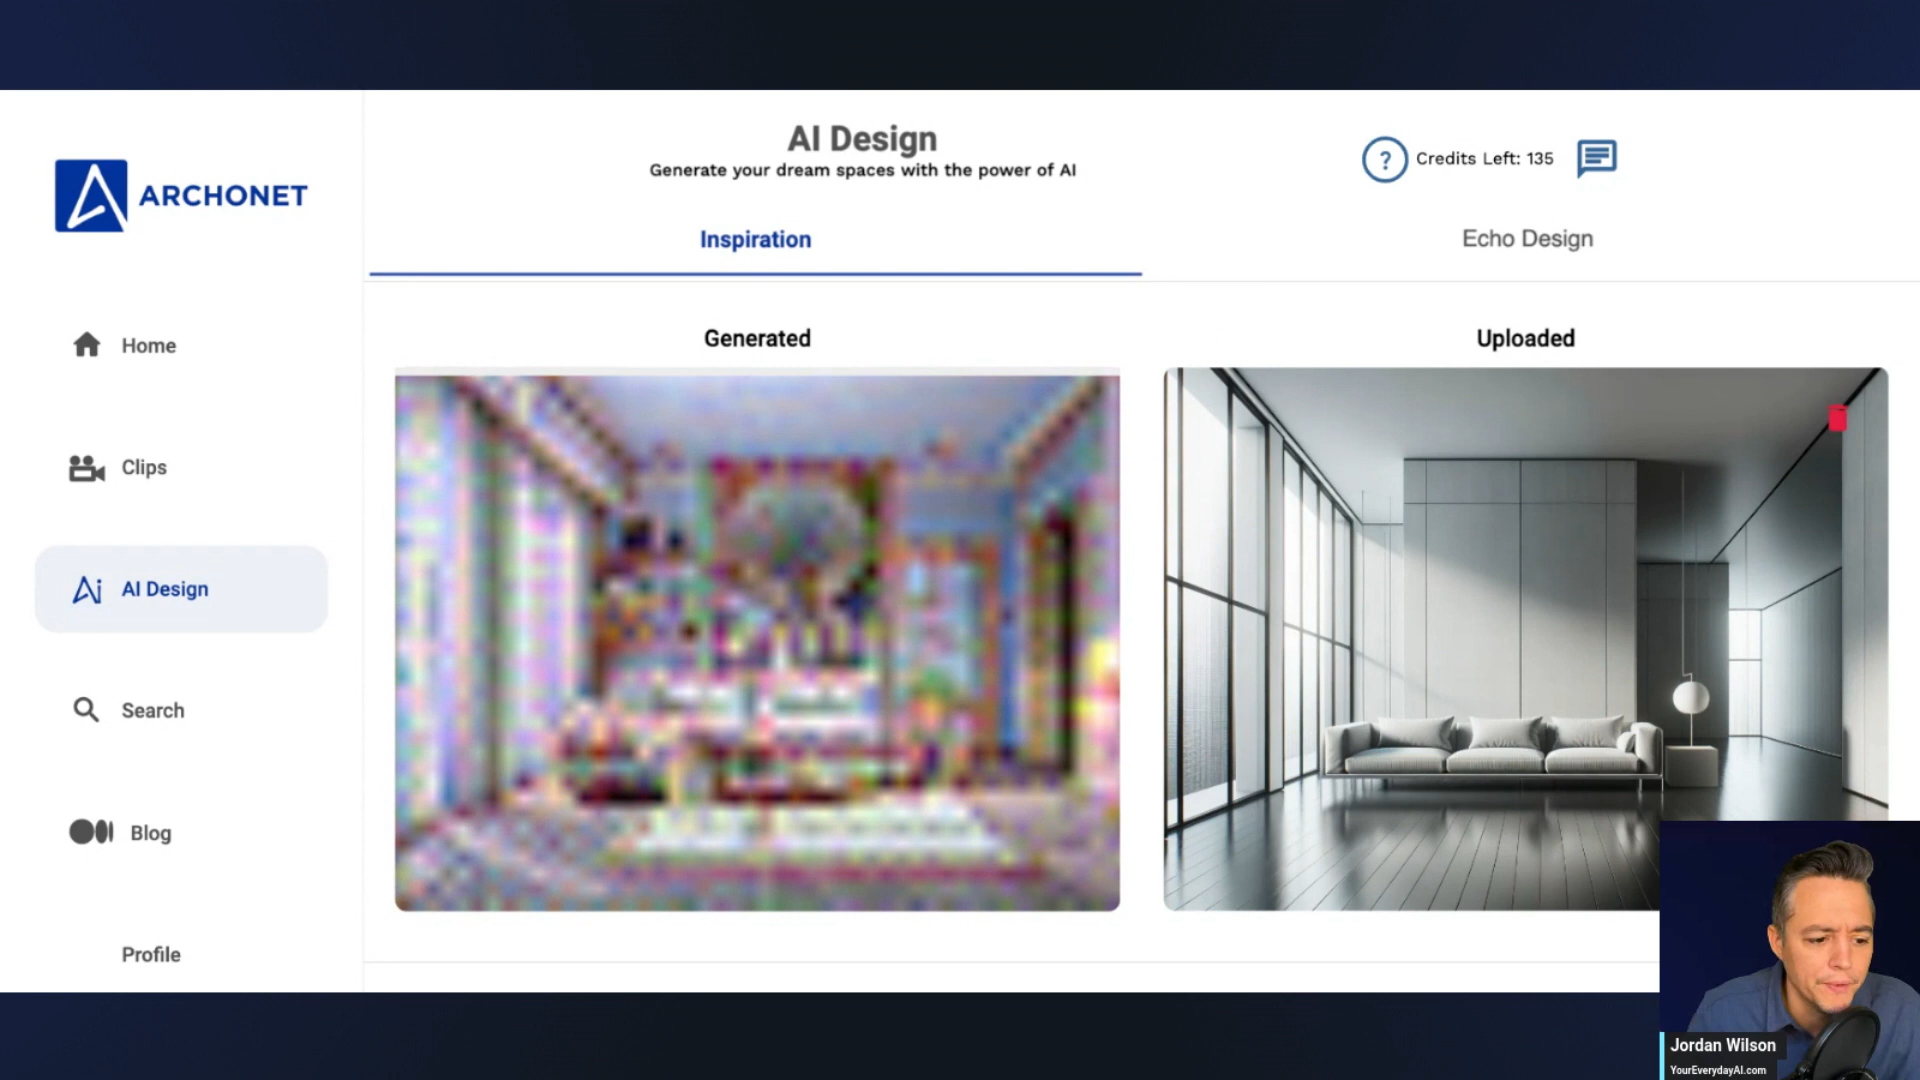 AI Design
Generate your dream spaces with the power of AI
? Credits Left: 135
ARCHONET
Inspiration
Echo Design
Home
Clips
AI Design
Search
Blog
Profile
Generated
Uploaded
Jordan Wilson
YourEverydayAI.com